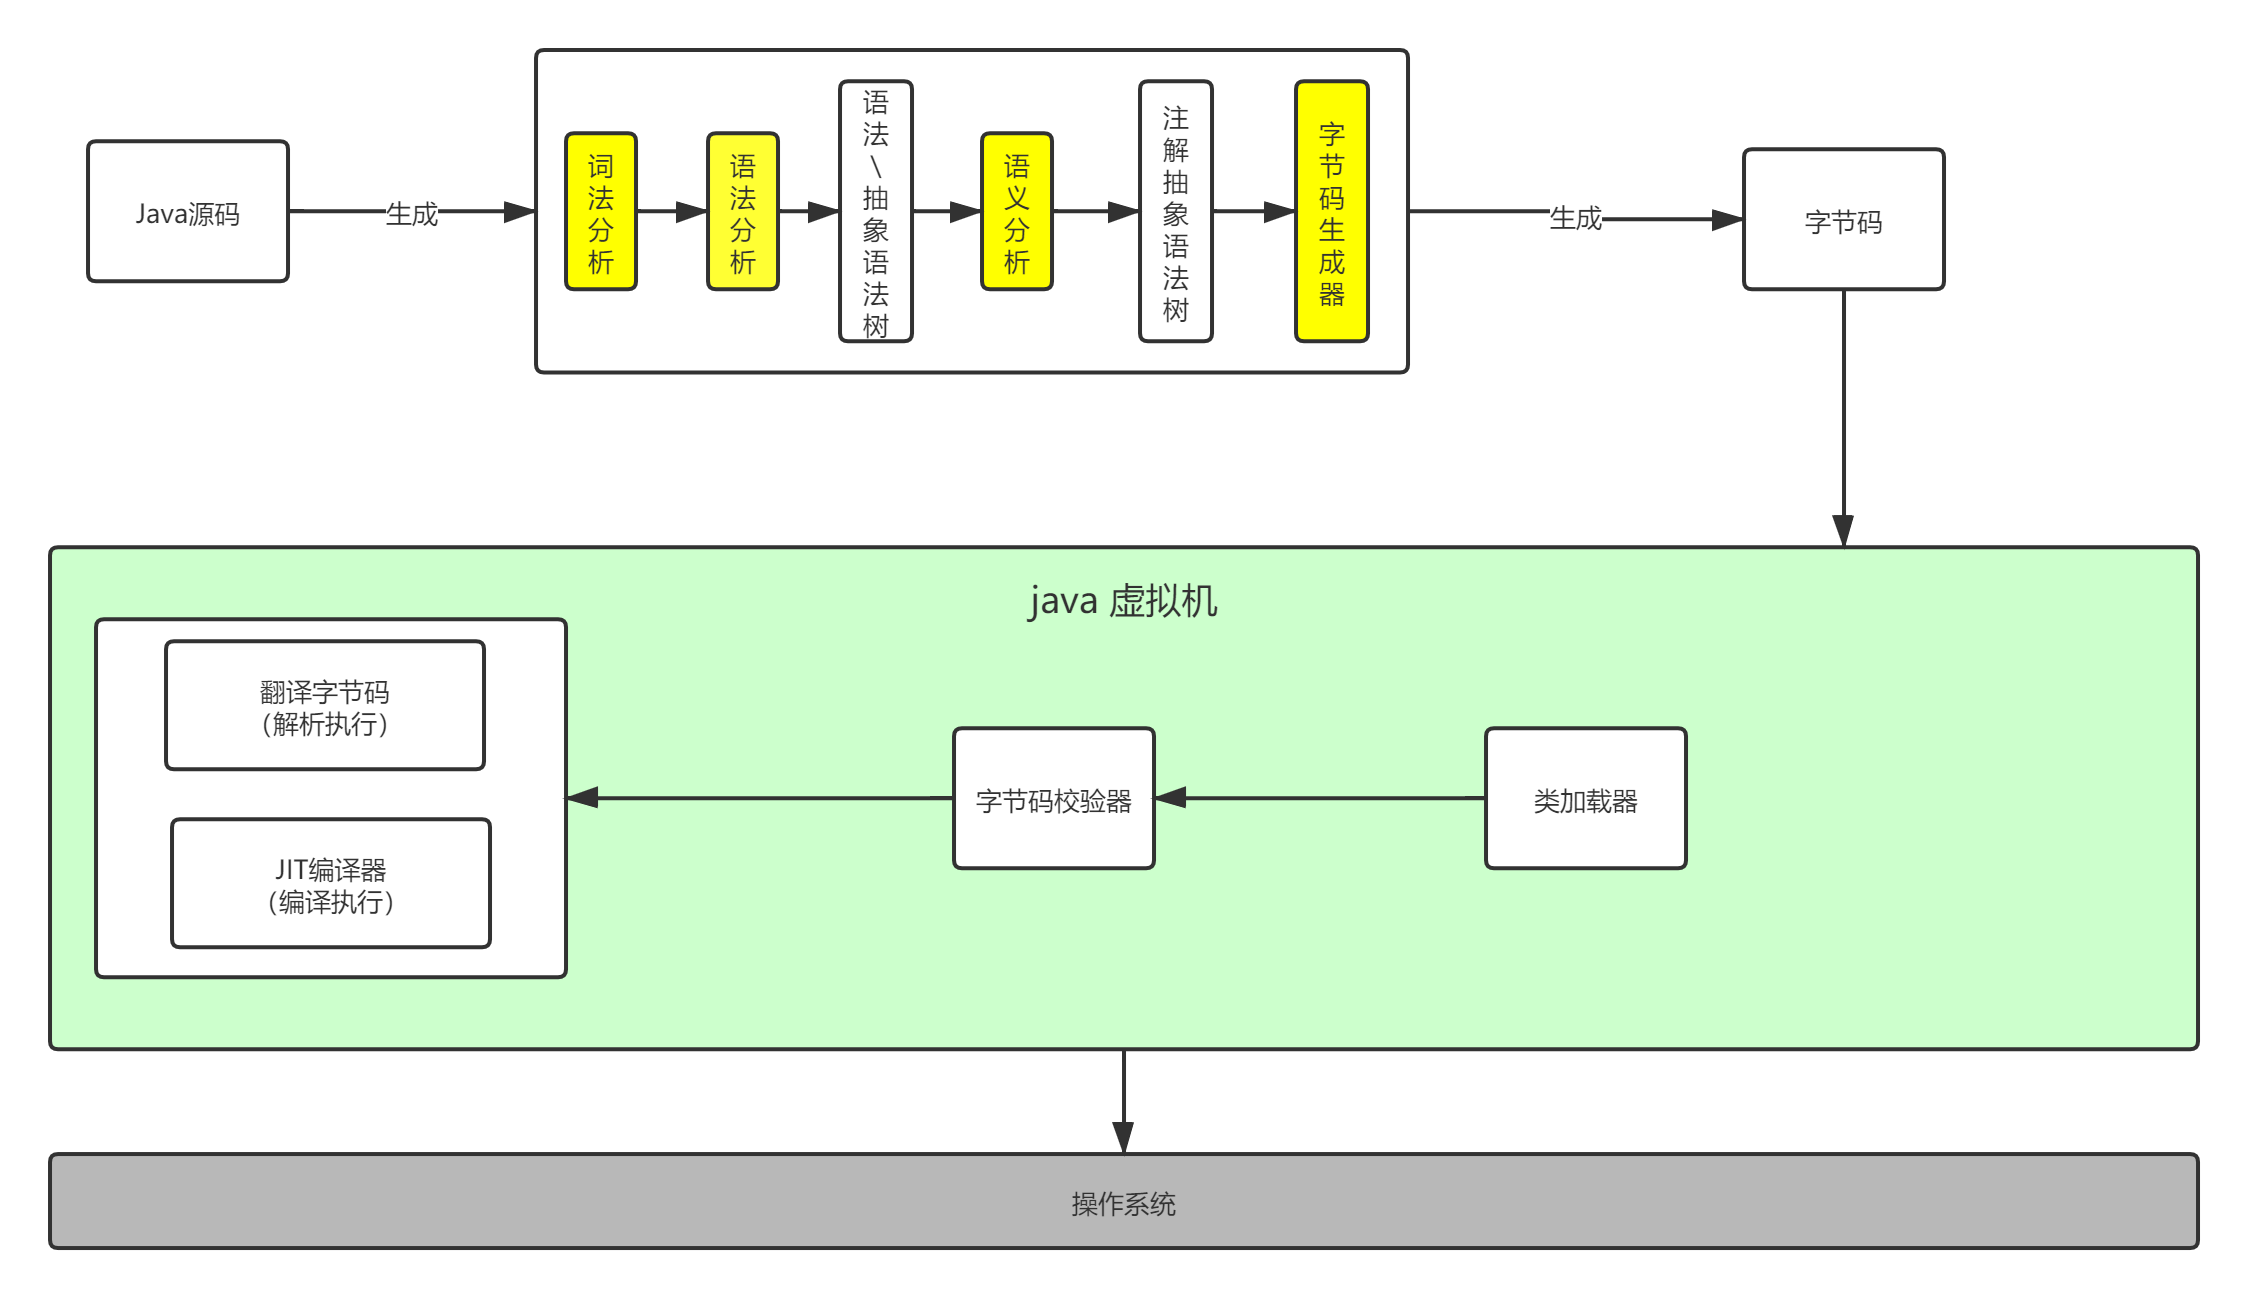 Java源码
生成
词法分析
语法分析
语法\抽象语法树
语义分析
注解抽象语法树
字节码生成器
生成
字节码
java 虚拟机
翻译字节码
（解析执行）
JIT编译器
（编译执行）
字节码校验器
类加载器
操作系统